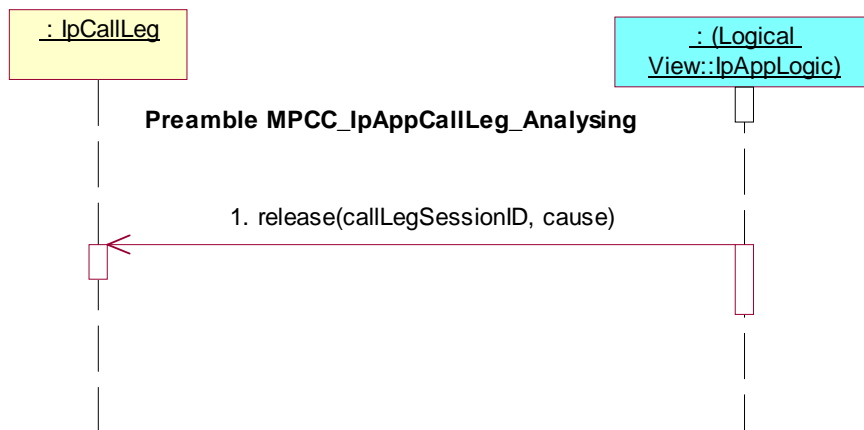 : IpCallLeg
: (Logical
View::IpAppLogic)
Preamble MPCC_IpAppCallLeg_Analysing
1. release(callLegSessionID, cause)